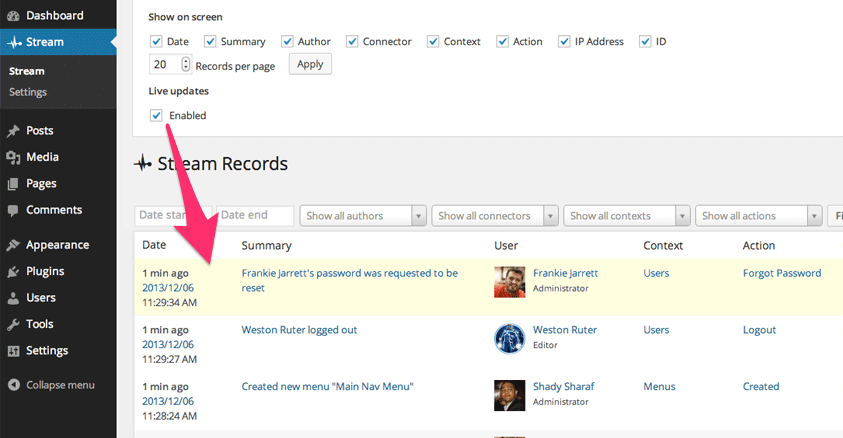 Dashboard
Stream
Stream
Settings
Posts
Media
Pages
Comments
Appearance
Plugins
Users
Tools
Settings
Collapse menu
Show on screen
Date Summary Author Connector Context Action IP Address ID
20 Records per page Apply
Live updates
Enabled
Stream Records
Date Date end Show all authors Show all connectors Show all contexts Show all actions
Date Summary User Context Action
1 min ago Frankie Jarrett's password was requested to be Frankie Jarrett Users Forgot Password
2013/12/06 reset Administrator
11:29:34 AM
1 min ago Weston Ruter logged out Weston Ruter Users Logout
2013/12/06 Editor
11:29:27 AM
1 min ago Created new menu "Main Nav Menu" Shady Sharaf Menus Created
2013/12/06 Administrator
11:28:24 AM